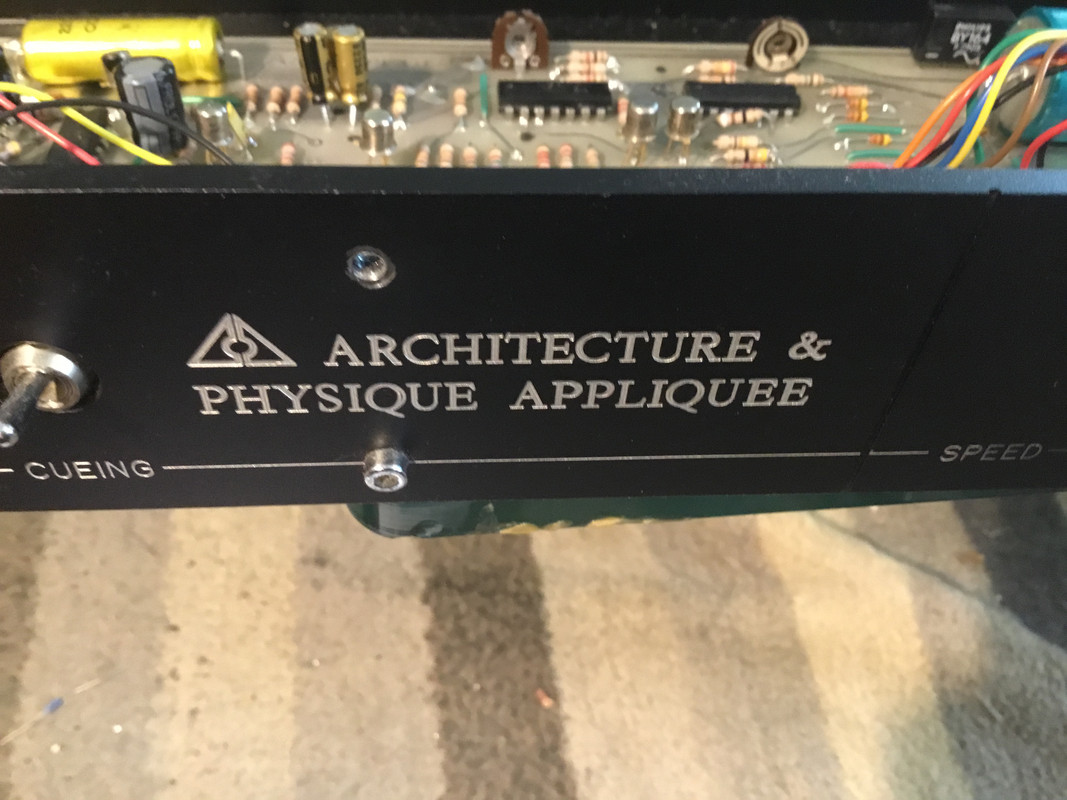 ARCHITECTURE &
PHYSIQUE APPLIQUEE
CUEING
SPEED